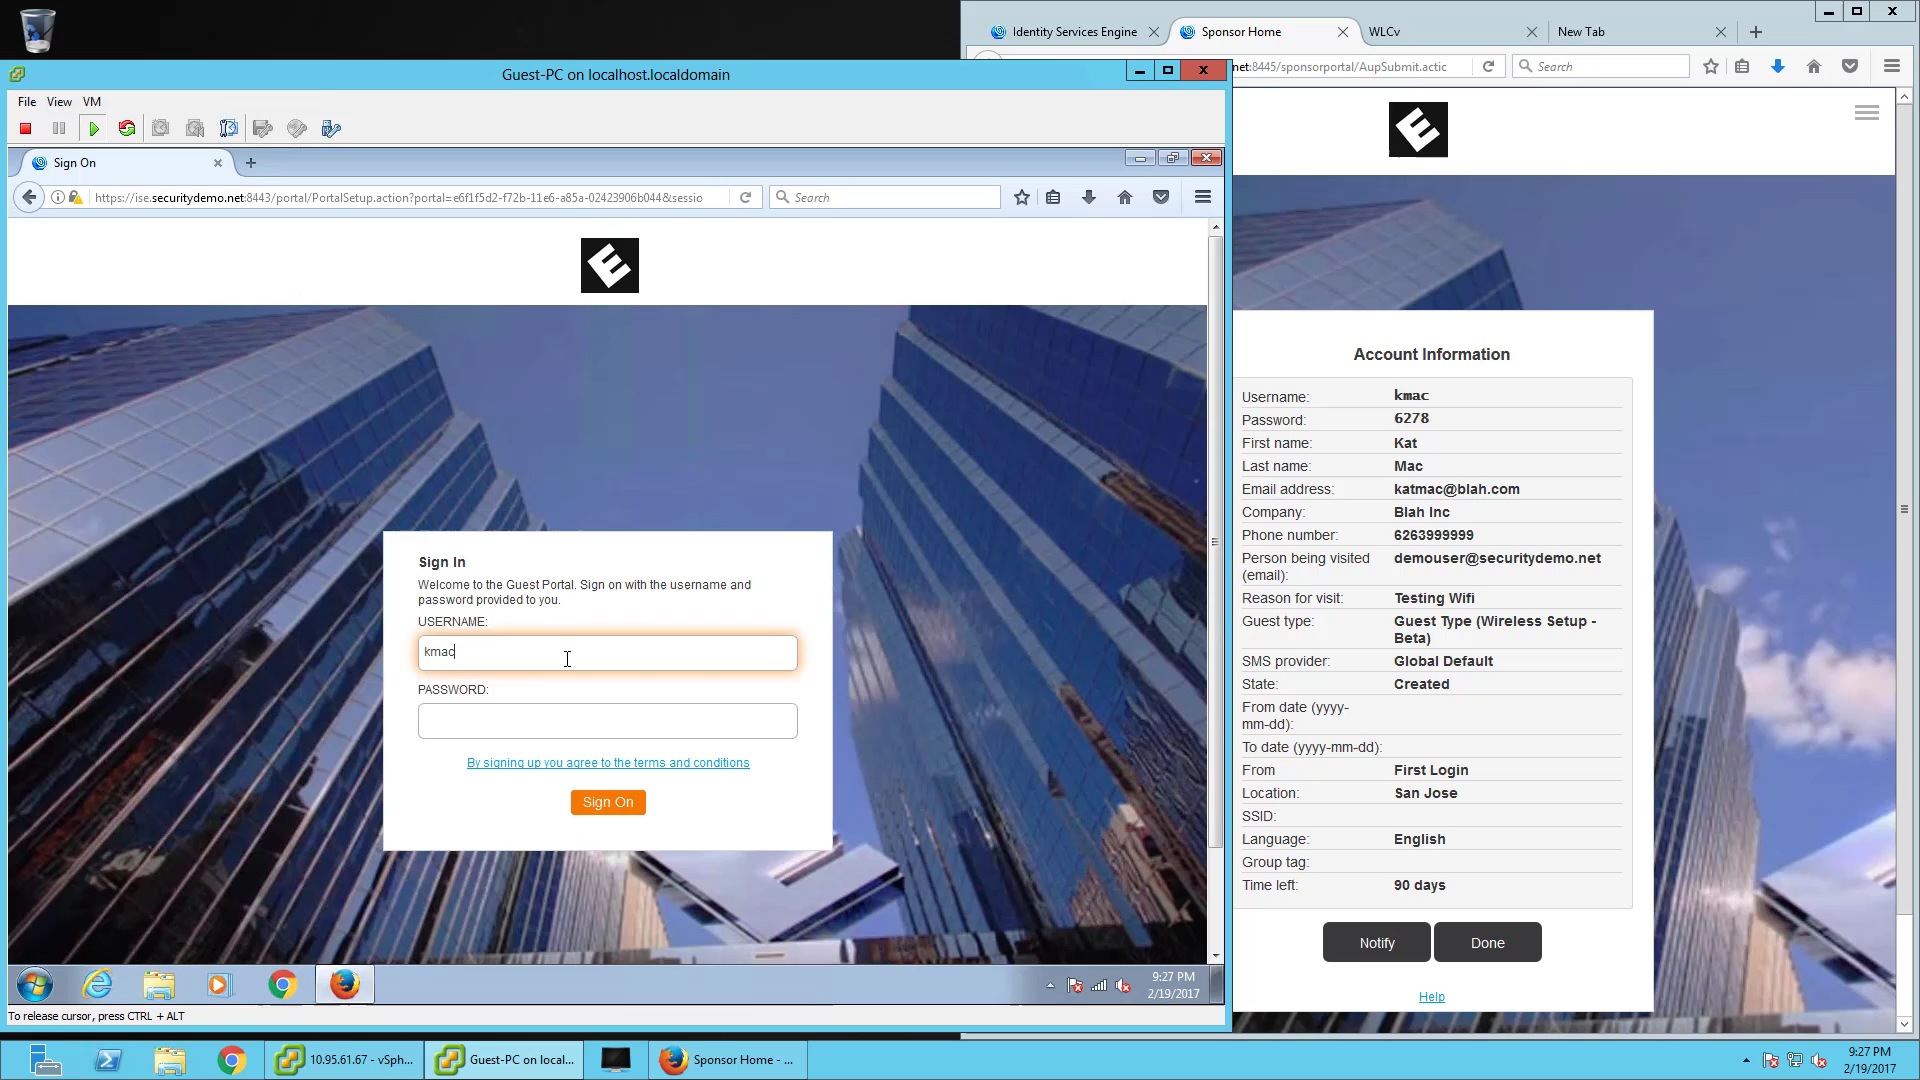 Identity Services Engine
Sponsor Home
WLCv
New Tab
net:8445/sponsorportal/AupSubmit.actic
Search
Guest-PC on localhost.localdomain
File View VM
Sign On
https://ise.securitydemo.net:8443/portal/PortalSetup.action?portal=e6f1f5d2-f72b-11e6-a85a-02423906b044&sessio
Search
E
Sign In
Welcome to the Guest Portal. Sign on with the username and
password provided to you.
USERNAME:
kmac
PASSWORD:
By signing up you agree to the terms and conditions
Sign On
9:27 PM
2/19/2017
To release cursor, press CTRL + ALT
E
Account Information
Username: kmac
Password: 6278
First name: Kat
Last name: Mac
Email address: katmac@blah.com
Company: Blah Inc
Phone number: 6263999999
Person being visited demouser@securitydemo.net
(email):
Reason for visit: Testing Wifi
Guest type: Guest Type (Wireless Setup -
Beta)
SMS provider: Global Default
State: Created
From date (yyyy-
mm-dd):
To date (yyyy-mm-dd):
From First Login
Location: San Jose
SSID:
Language: English
Group tag:
Time left: 90 days
Notify Done
Help
10.95.61.67 - vSph...
Guest-PC on local...
Sponsor Home - ...
9:27 PM
2/19/2017